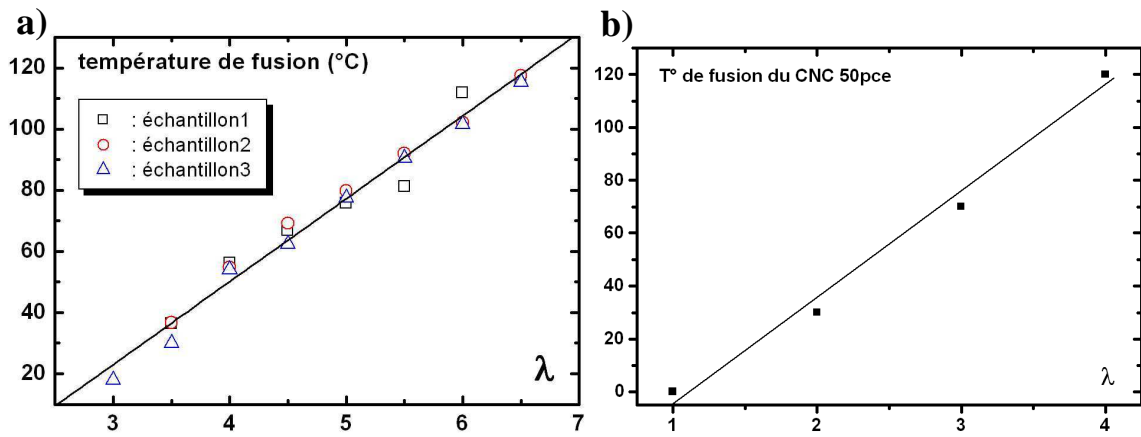 a)
température de fusion (°C)
: échantillon1
: échantillon2
: échantillon3
120
100
80
60
40
20
λ
3 4 5 6 7
b)
T° de fusion du CNC 50pce
120
100
80
60
40
20
0
λ
1 2 3 4